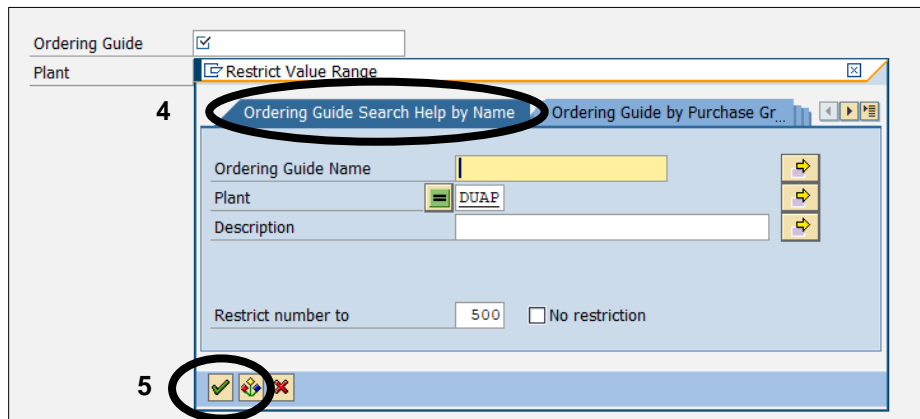 Ordering Guide
Plant
Restrict Value Range
4
Ordering Guide Search Help by Name
Ordering Guide by Purchase Gr...
Ordering Guide Name
Plant
DUAP
Description
Restrict number to
500
No restriction
5